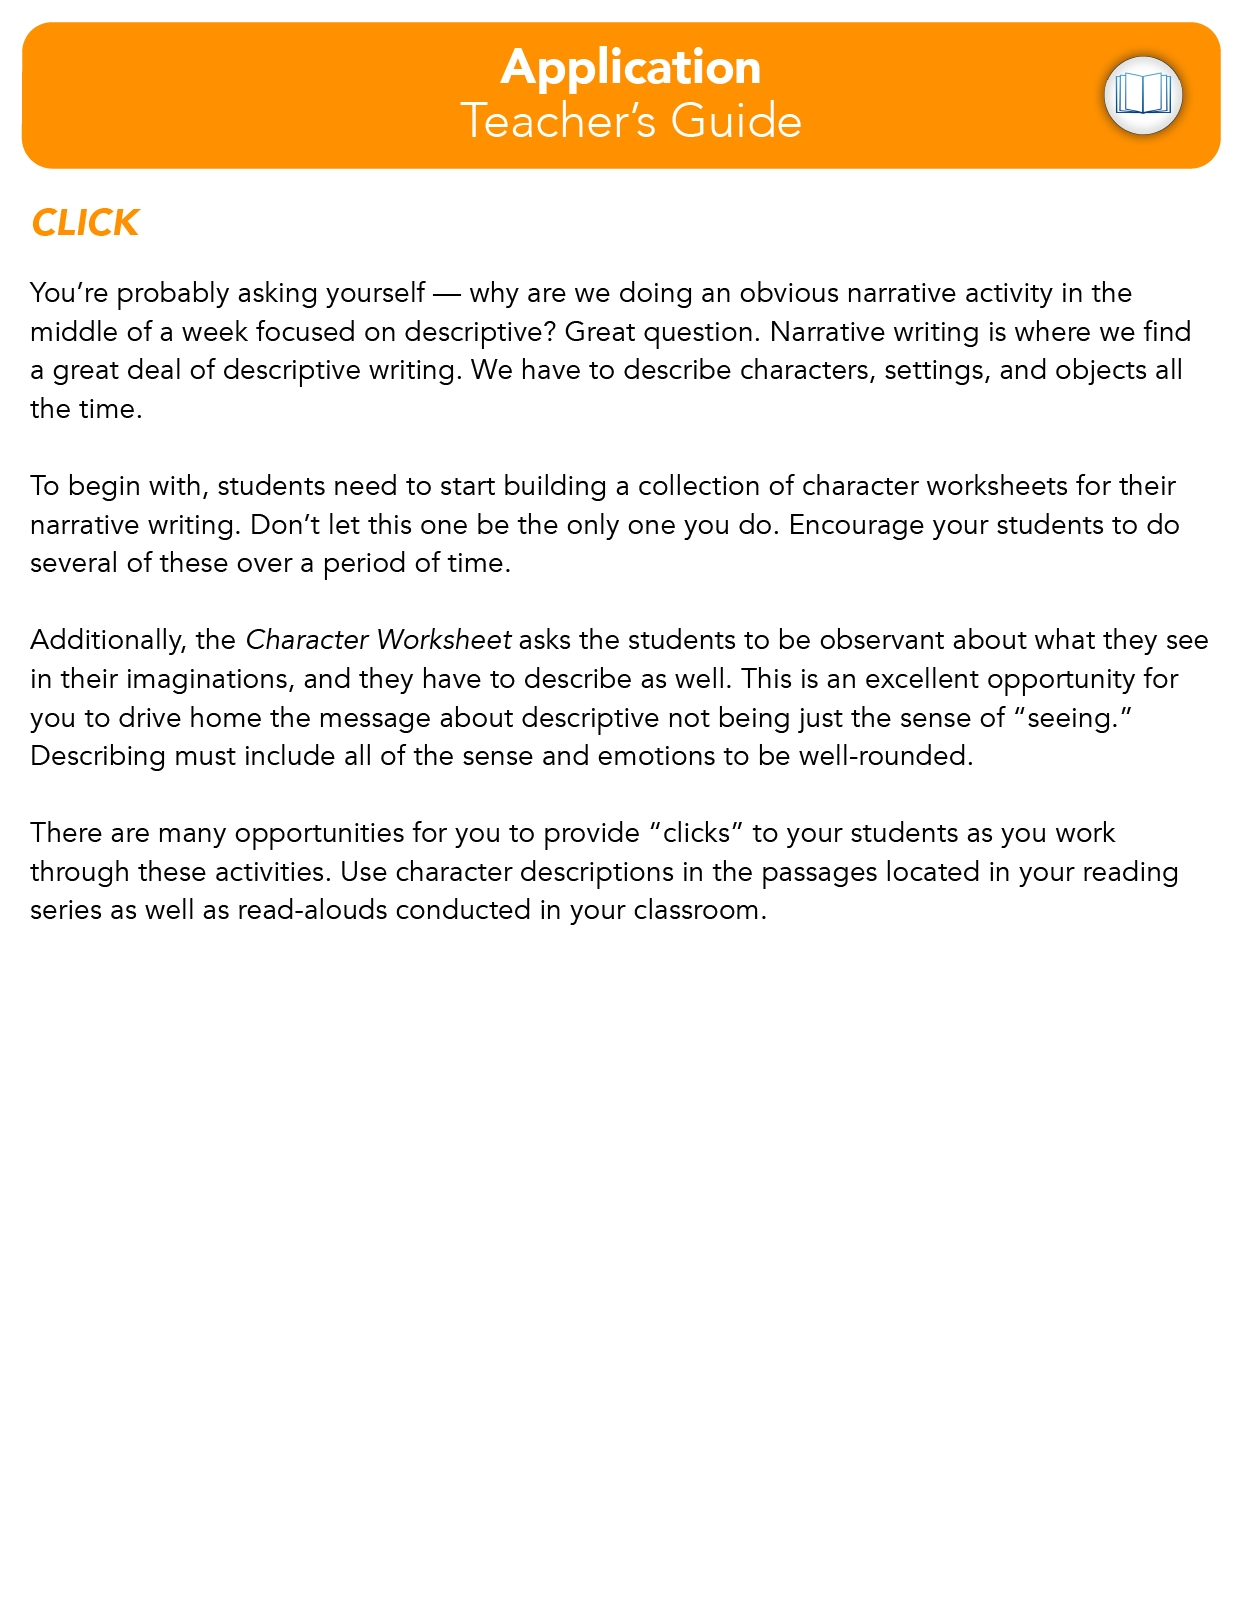 Application
Teacher’s Guide
CLICK
You’re probably asking yourself — why are we doing an obvious narrative activity in the
middle of a week focused on descriptive? Great question. Narrative writing is where we find
a great deal of descriptive writing. We have to describe characters, settings, and objects all
the time.
To begin with, students need to start building a collection of character worksheets for their
narrative writing. Don’t let this one be the only one you do. Encourage your students to do
several of these over a period of time.
Additionally, the Character Worksheet asks the students to be observant about what they see
in their imaginations, and they have to describe as well. This is an excellent opportunity for
you to drive home the message about descriptive not being just the sense of “seeing.”
Describing must include all of the sense and emotions to be well-rounded.
There are many opportunities for you to provide “clicks” to your students as you work
through these activities. Use character descriptions in the passages located in your reading
series as well as read-alouds conducted in your classroom.